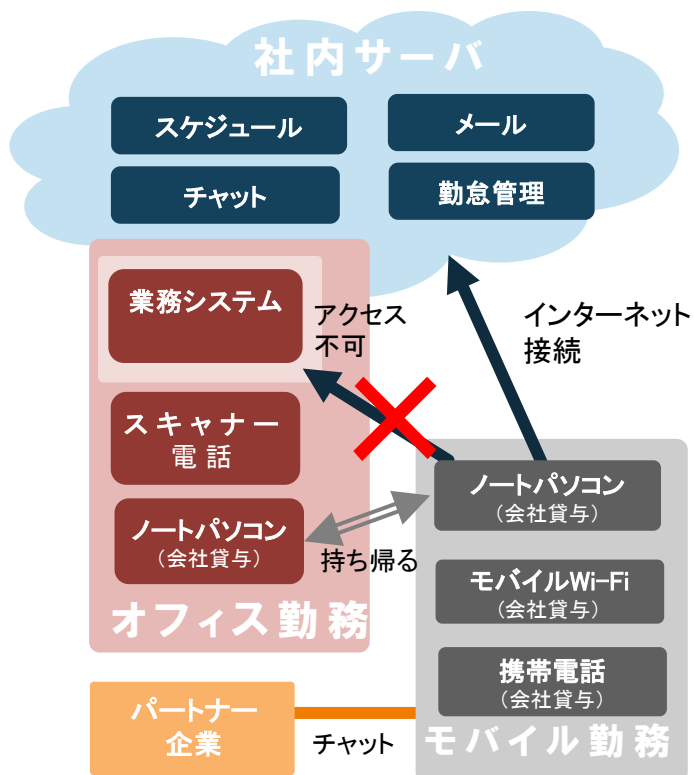 社内サーバ
スケジュール
メール
チャット
勤怠管理
業務システム
アクセス
不可
インターネット
接続
スキャナー
電話
ノートパソコン
(会社貸与)
持ち帰る
オフィス勤務
ノートパソコン
(会社貸与)
モバイルWi-Fi
(会社貸与)
携帯電話
(会社貸与)
モバイル勤務
パートナー
企業
チャット